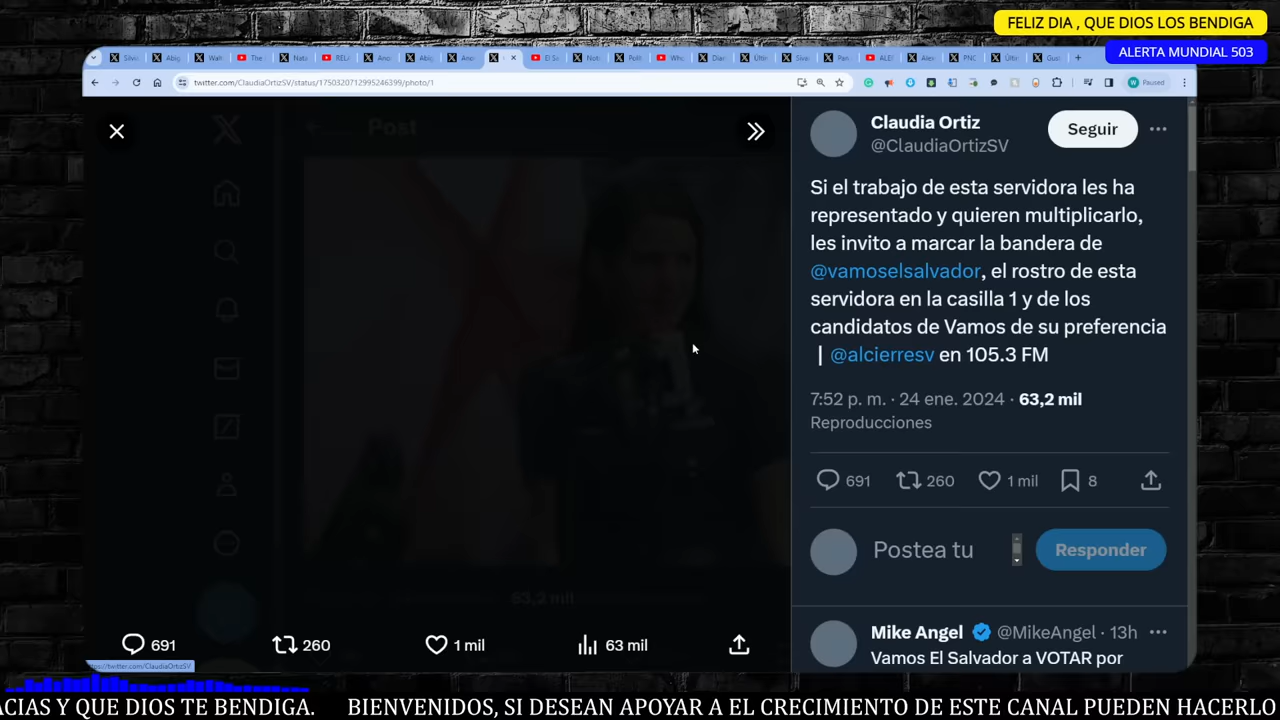 FELIZ DIA , QUE DIOS LOS BENDIGA
ALERTA MUNDIAL 503
twitter.com/ClaudiaOrtizSV/status/1750320712995246399/photo/1
Paused
Post
Claudia Ortiz
@ClaudiaOrtizSV
Seguir
Si el trabajo de esta servidora les ha
representado y quieren multiplicarlo,
les invito a marcar la bandera de
@vamoselsalvador, el rostro de esta
servidora en la casilla 1 y de los
candidatos de Vamos de su preferencia
| @alcierresv en 105.3 FM
7:52 p. m. · 24 ene. 2024 · 63,2 mil
Reproducciones
691 260 1 mil 8
Postea tu
Responder
63,2 mil
Mike Angel @MikeAngel · 13h
Vamos El Salvador a VOTAR por
691 260 1 mil 63 mil
https://twitter.com/ClaudiaOrtizSV
ACIAS Y QUE DIOS TE BENDIGA. BIENVENIDOS, SI DESEAN APOYAR A EL CRECIMIENTO DE ESTE CANAL PUEDEN HACERLO